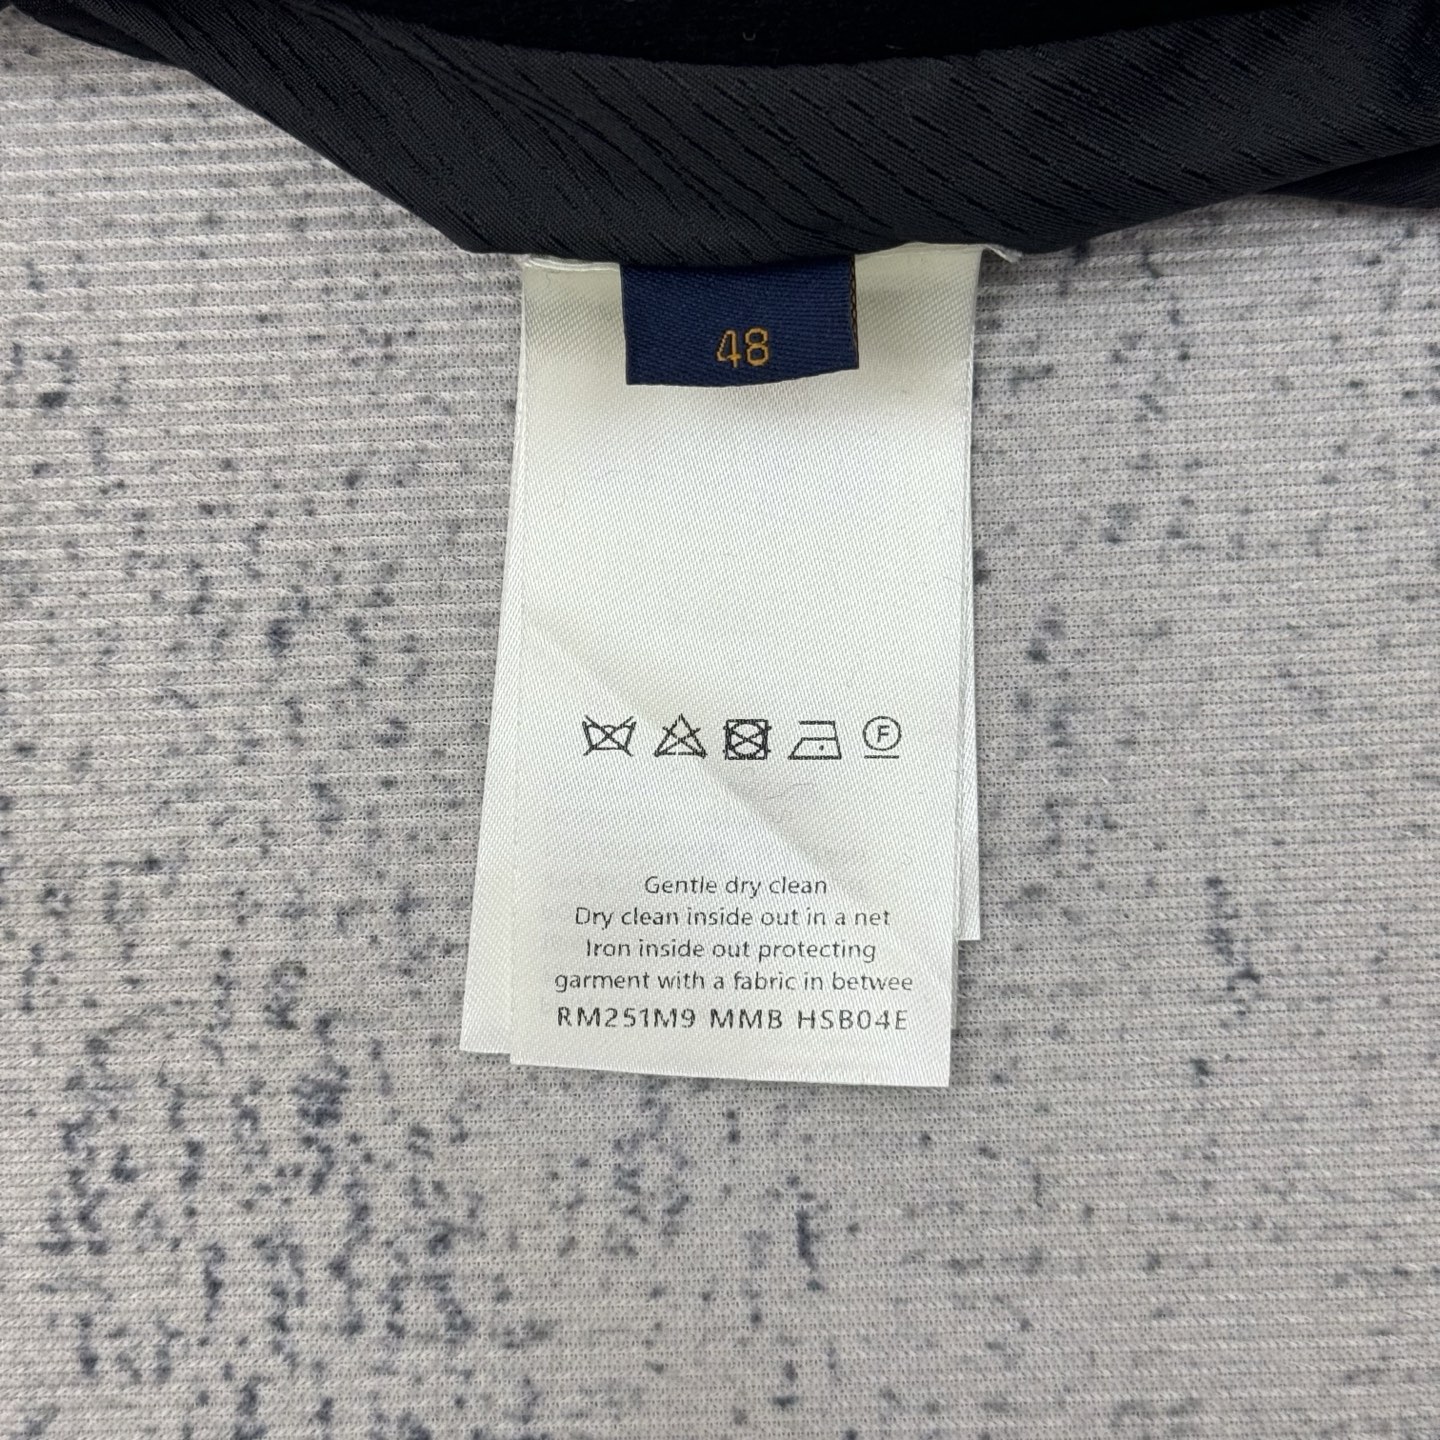 48
F
Gentle dry clean
Dry clean inside out in a net
Iron inside out protecting
garment with a fabric in betwee
RM251M9 MMB HSB04E